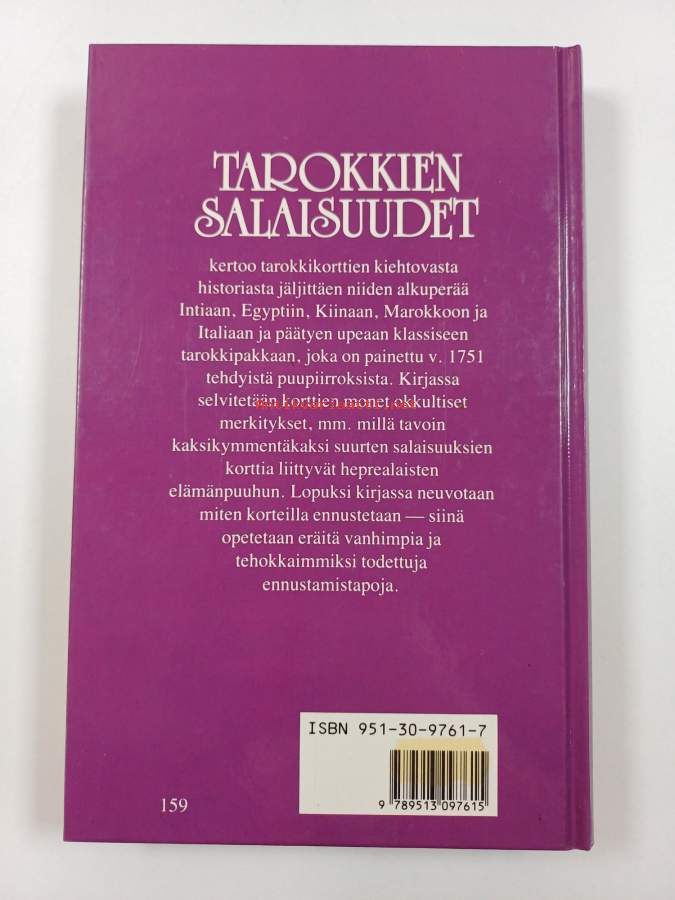 TAROKKIEN
SALAISUUDET
kertoo tarokkikorttien kiehtovasta
historiasta jäljittäen niiden alkuperää
Intiaan, Egyptiin, Kiinaan, Marokkoon ja
Italiaan ja päätyen upeaan klassiseen
tarokkipakkaan, joka on painettu v. 1751
tehdyistä puupiirroksista. Kirjassa
selvitetään korttien monet okkultiset
merkitykset, mm. millä tavoin
kaksikymmentäkaksi suurten salaisuuksien
korttia liittyvät heprealaisten
elämänpuuhun. Lopuksi kirjassa neuvotaan
miten korteilla ennustetaan — siinä
opetetaan eräitä vanhimpia ja
tehokkaimmiksi todettuja
ennustamistapoja.
ISBN 951-30-9761-7
9 789513 097615
159